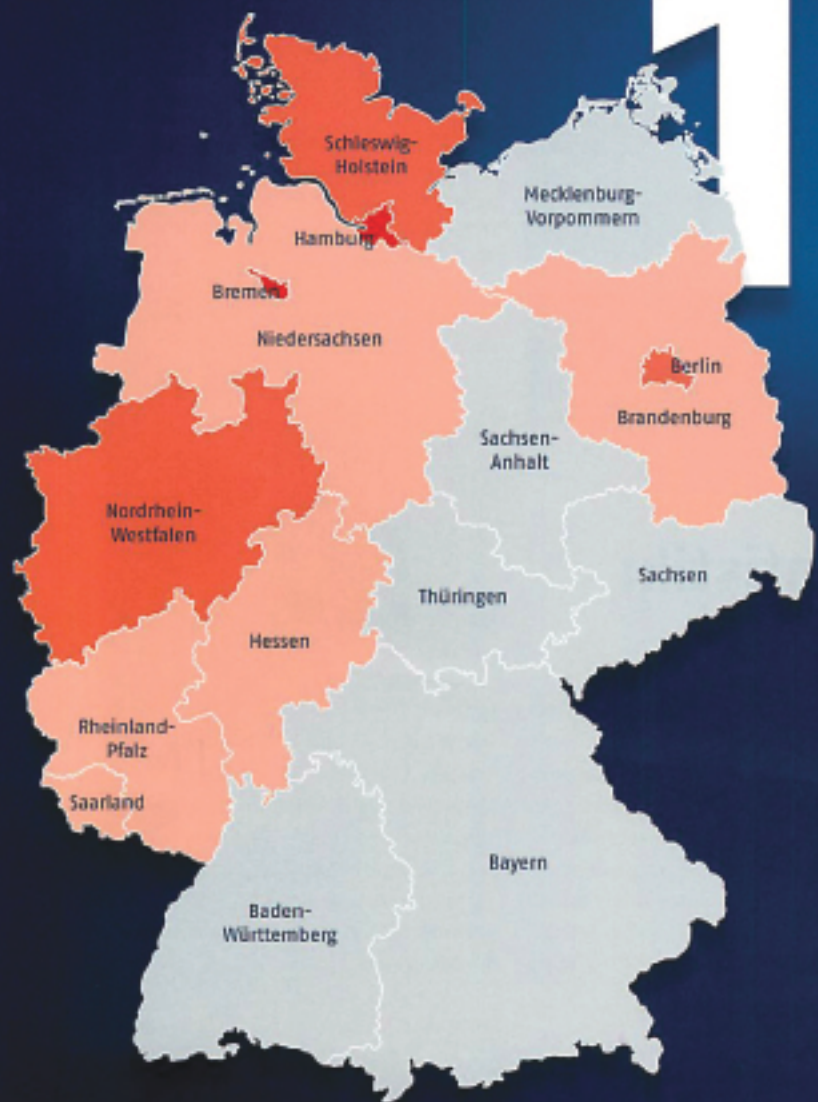 1
Schleswig-
Holstein
Mecklenburg-
Vorpommern
Hamburg
Bremen
Niedersachsen
Berlin
Brandenburg
Sachsen-
Anhalt
Nordrhein-
Westfalen
Sachsen
Thüringen
Hessen
Rheinland-
Pfalz
Saarland
Bayern
Baden-
Württemberg